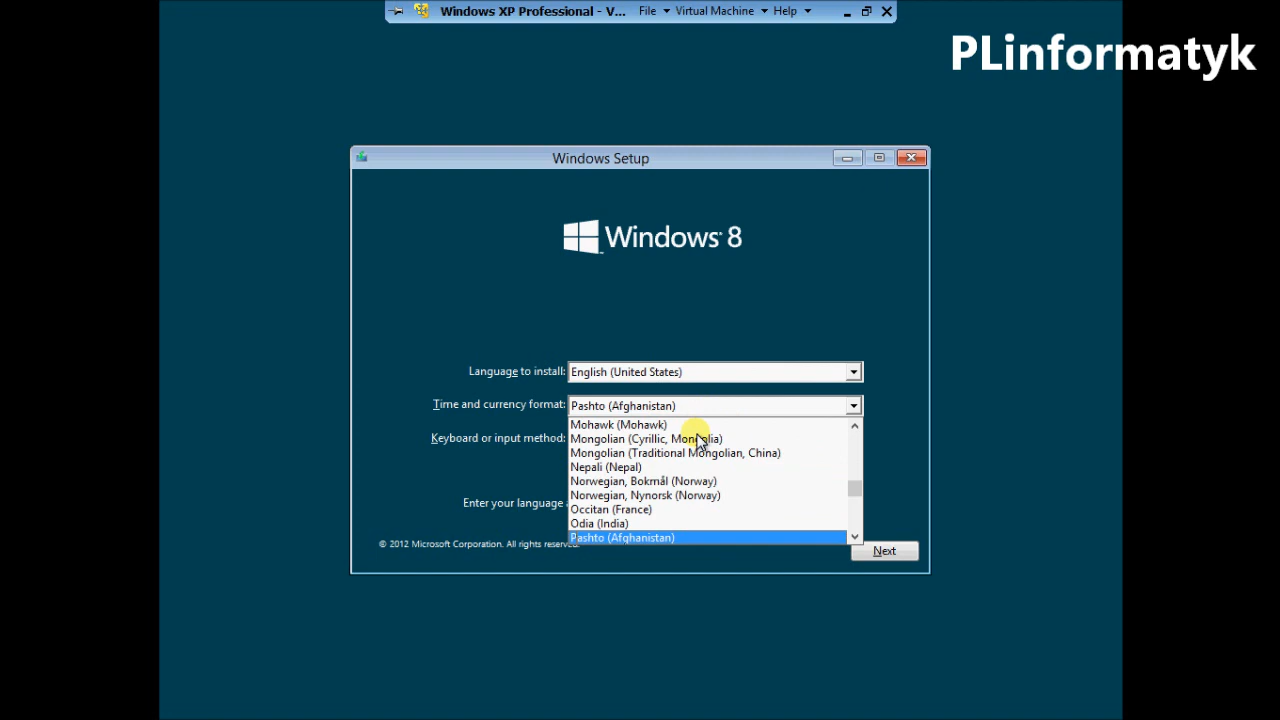 Windows XP Professional - V... File Virtual Machine Help
PLinformatyk
Windows Setup
Windows 8
Language to install: English (United States)
Time and currency format: Pashto (Afghanistan)
Mohawk (Mohawk)
Keyboard or input method: Mongolian (Cyrillic, Mongolia)
Mongolian (Traditional Mongolian, China)
Nepali (Nepal)
Norwegian, Bokmål (Norway)
Norwegian, Nynorsk (Norway)
Enter your language
Occitan (France)
Odia (India)
Pashto (Afghanistan)
© 2012 Microsoft Corporation. All rights reserved.
Next